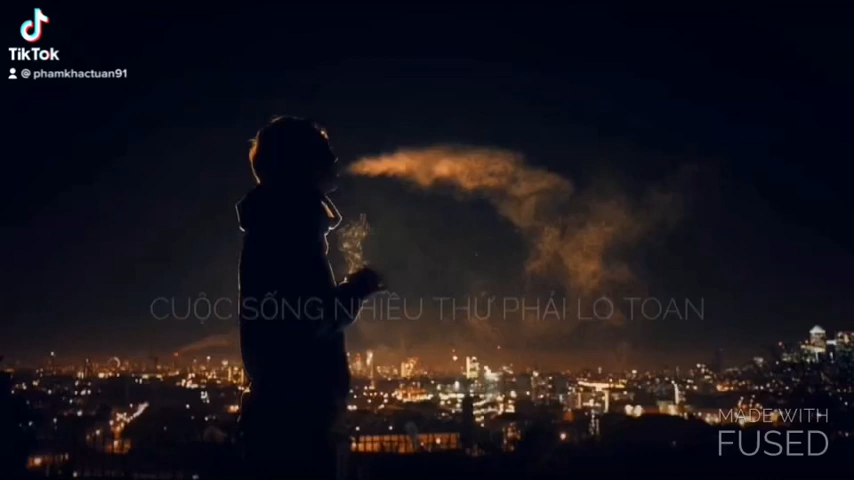 TikTok
@phamkhactuan91
CUỘC SỐNG NHIỀU THỨ PHẢI LO TOAN
MADE WITH
FUSED